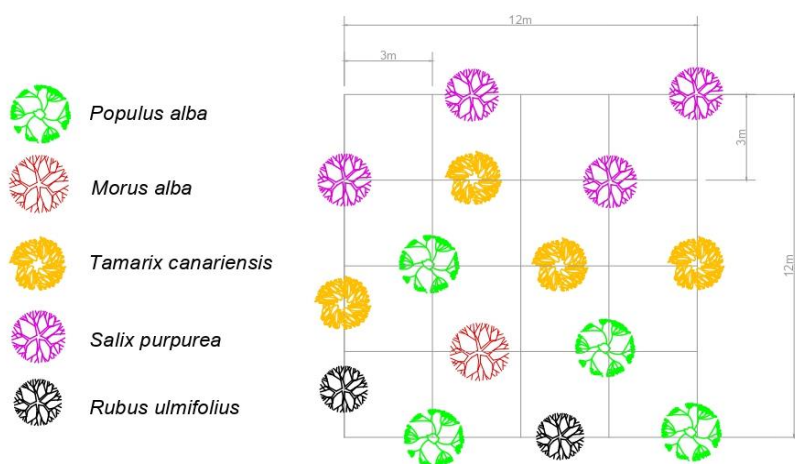 12m
3m
Populus alba
3m
Morus alba
Tamarix canariensis
12m
Salix purpurea
Rubus ulmifolius